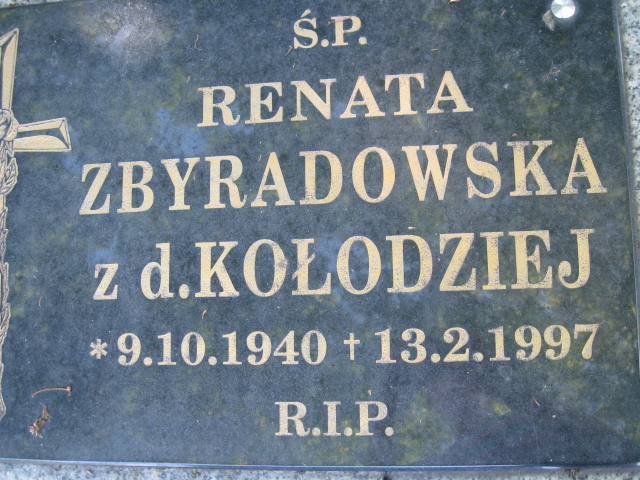 Ś.P.
RENATA
ZBYRADOWSKA
z d.KOŁODZIEJ
*9.10.1940 †13.2.1997
R.I.P.